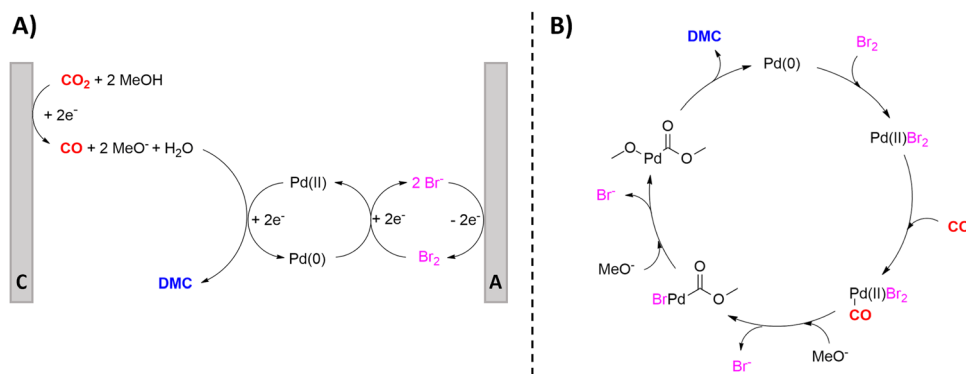 A)
CO₂ + 2 MeOH
+ 2e⁻
CO + 2 MeO⁻ + H₂O
Pd(II)
2 Br⁻
+ 2e⁻
+ 2e⁻
- 2e⁻
Pd(0)
Br₂
DMC
C
A
B)
DMC
Br₂
Pd(0)
O
O
Pd
O
Pd(II)Br₂
Br⁻
CO
MeO⁻
O
BrPd
O
Pd(II)Br₂
CO
MeO⁻
Br⁻